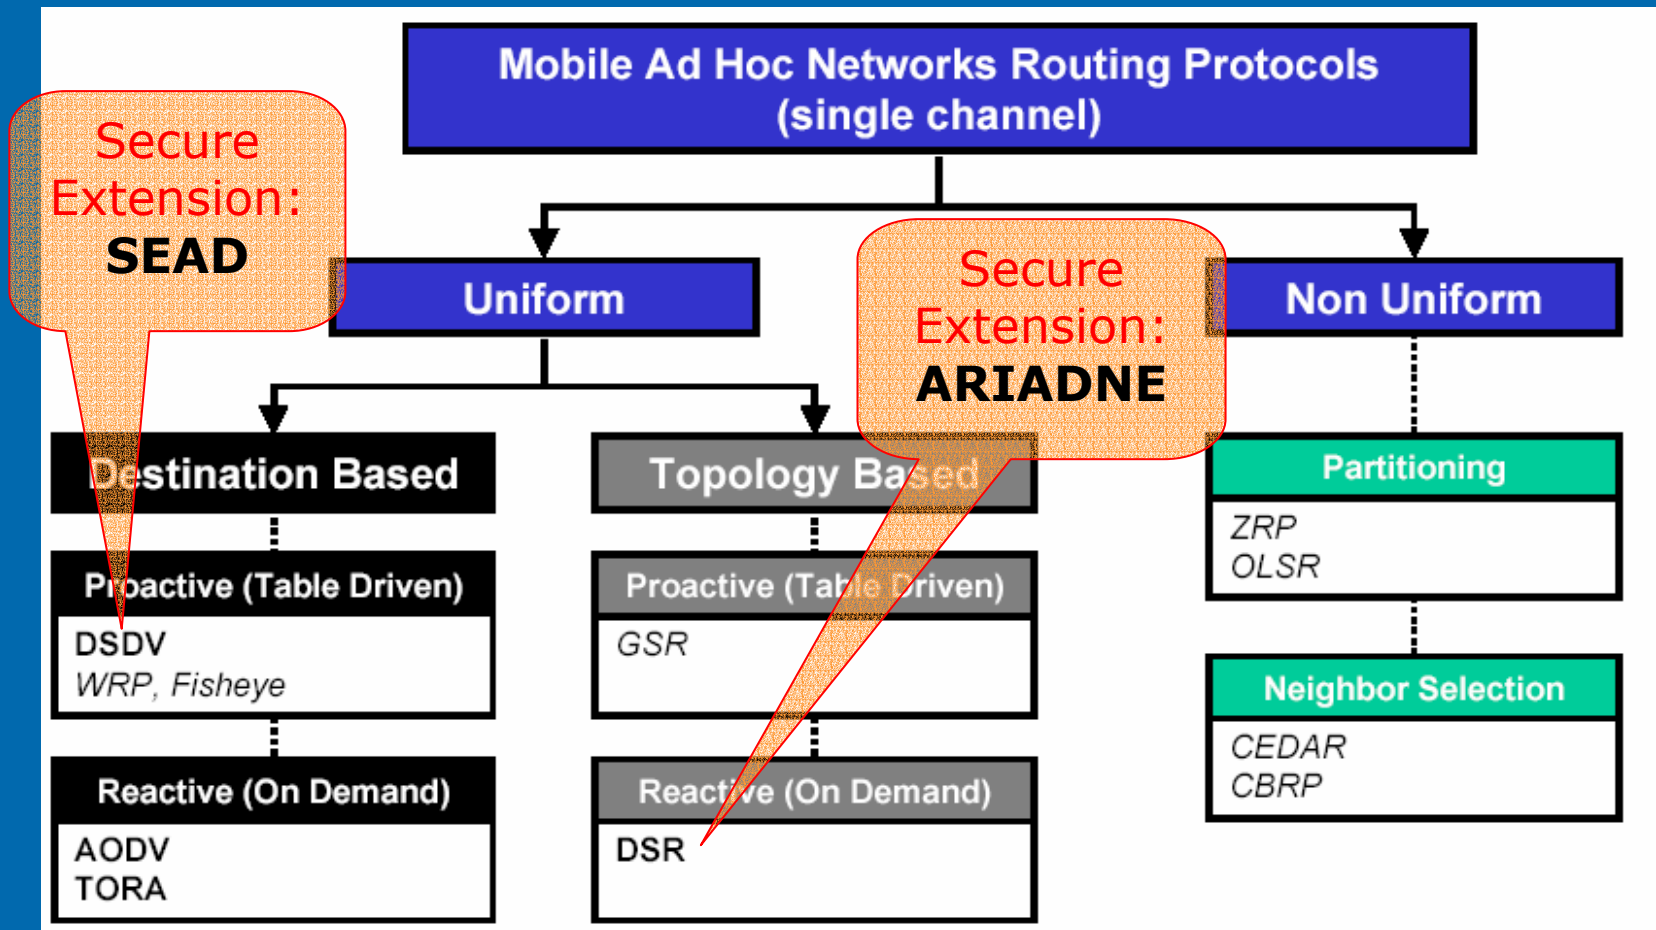 Mobile Ad Hoc Networks Routing Protocols
(single channel)
Secure
Extension:
SEAD
Uniform
Secure
Extension:
ARIADNE
Non Uniform
Destination Based
Proactive (Table Driven)
DSDV
WRP, Fisheye
Reactive (On Demand)
AODV
TORA
Topology Based
Proactive (Table Driven)
GSR
Reactive (On Demand)
DSR
Partitioning
ZRP
OLSR
Neighbor Selection
CEDAR
CBRP